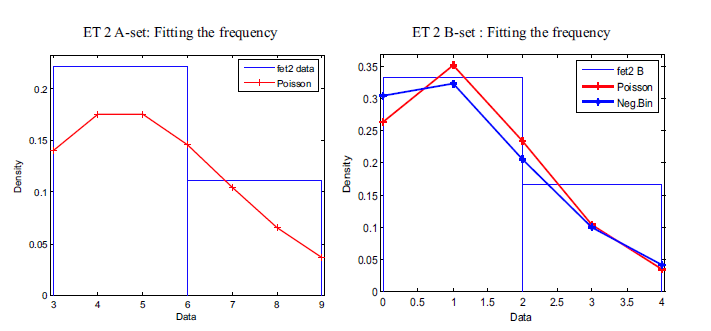 ET 2 A-set: Fitting the frequency
fet2 data
Poisson
0.2
0.15
0.1
0.05
0
Density
3 4 5 6 7 8 9
Data
ET 2 B-set : Fitting the frequency
fet2 B
Poisson
Neg.Bin
0.35
0.3
0.25
0.2
0.15
0.1
0.05
0
Density
0 0.5 1 1.5 2 2.5 3 3.5 4
Data